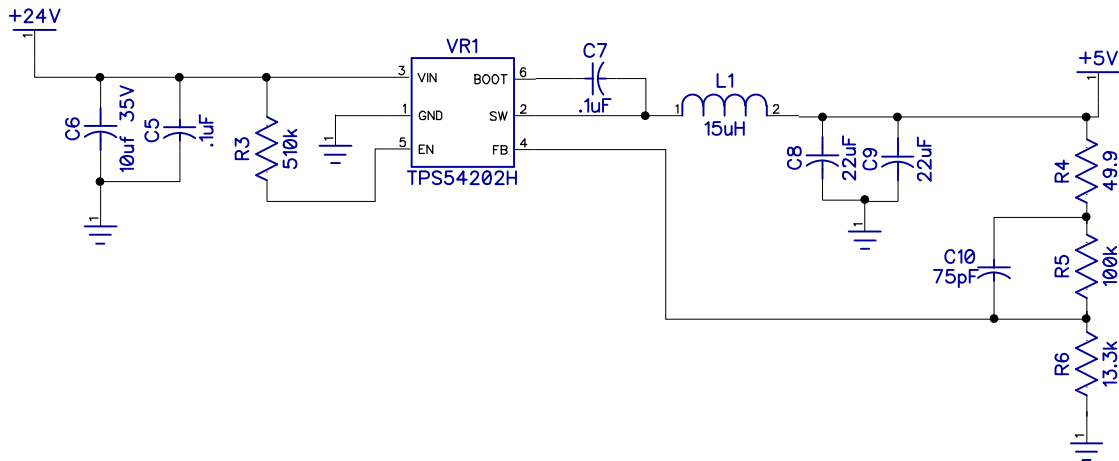 +24V
1
C6
10uf 35V
C5
.1uF
1
R3
510k
1
VR1
3 VIN
1 GND
5 EN
BOOT 6
SW 2
FB 4
TPS54202H
C7
.1uF
L1
1 2
15uH
+5V
1
C8
22uF
C9
22uF
1
R4
49.9
C10
75pF
R5
100k
R6
13.3k
1